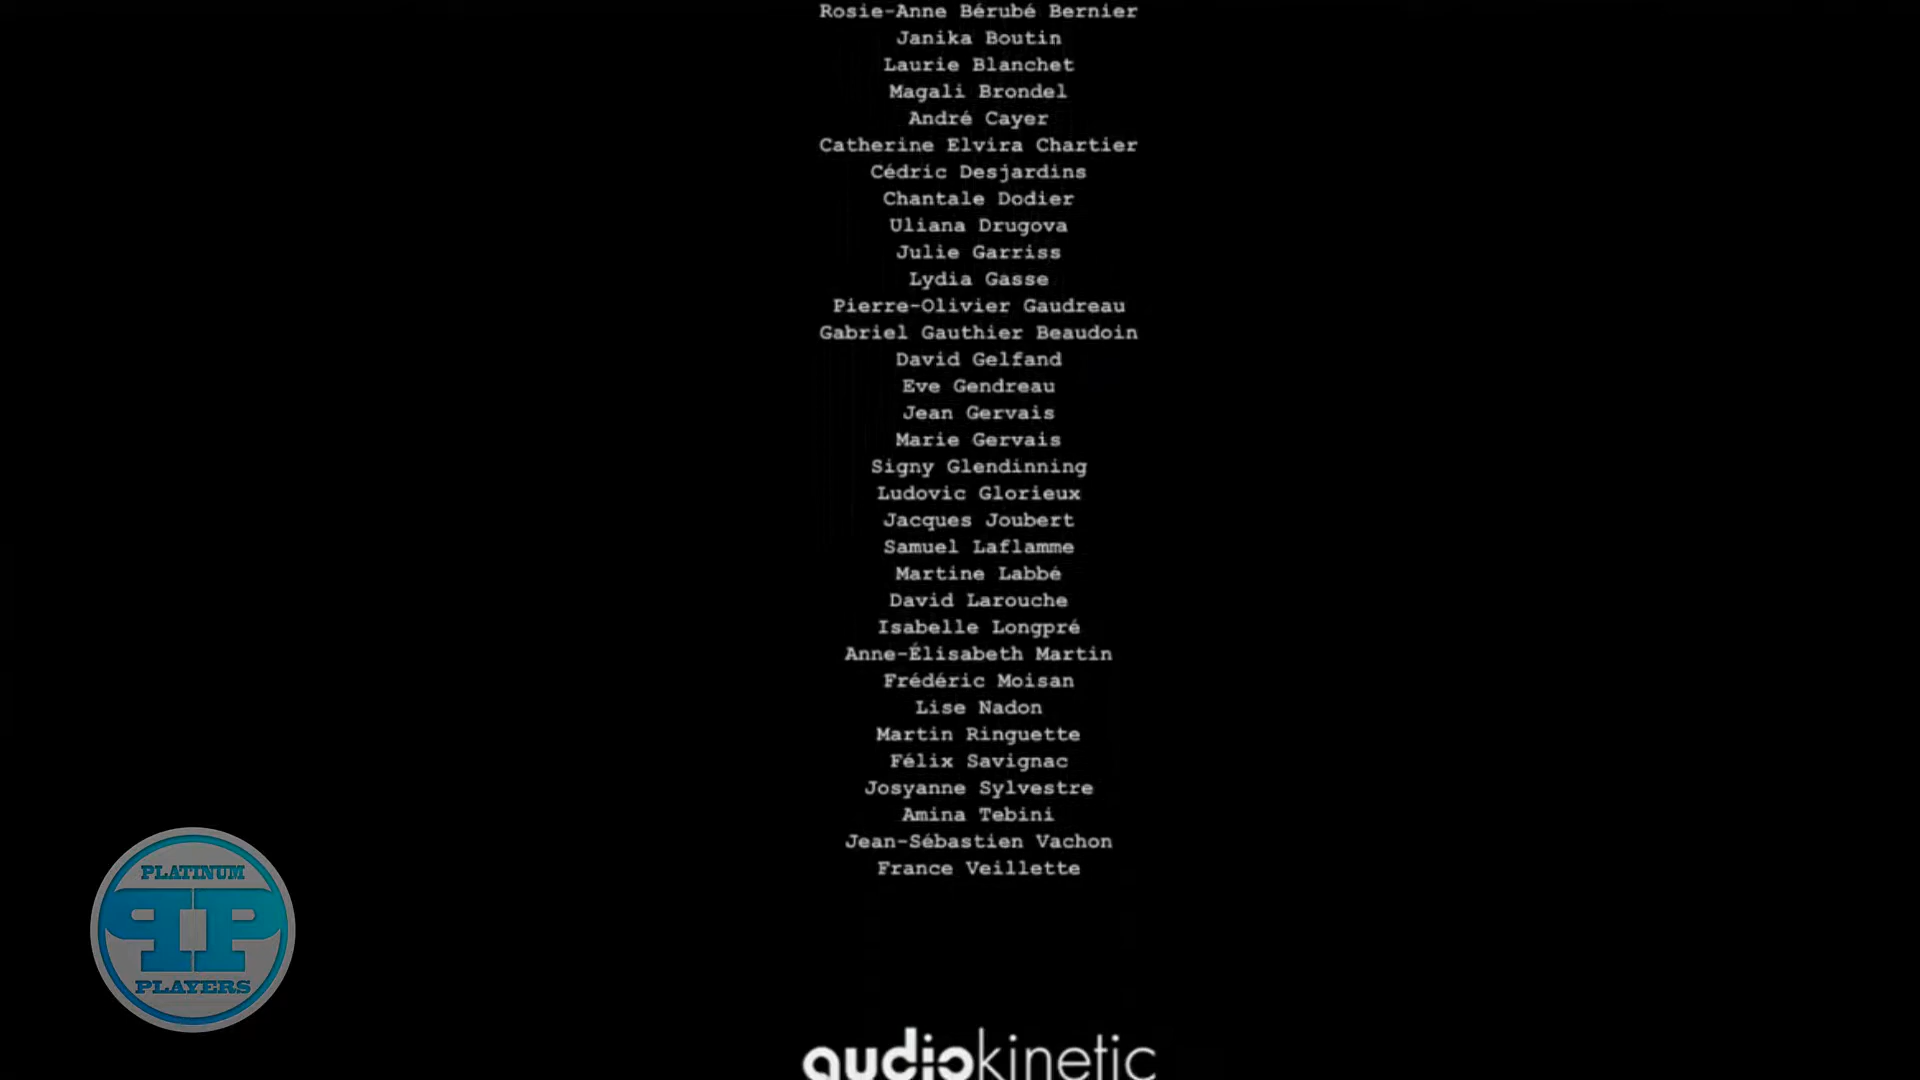 Rosie-Anne Bérubé Bernier
Janika Boutin
Laurie Blanchet
Magali Brondel
André Cayer
Catherine Elvira Chartier
Cédric Desjardins
Chantale Dodier
Uliana Drugova
Julie Garriss
Lydia Gasse
Pierre-Olivier Gaudreau
Gabriel Gauthier Beaudoin
David Gelfand
Eve Gendreau
Jean Gervais
Marie Gervais
Signy Glendinning
Ludovic Glorieux
Jacques Joubert
Samuel Laflamme
Martine Labbé
David Larouche
Isabelle Longpré
Anne-Élisabeth Martin
Frédéric Moisan
Lise Nadon
Martin Ringuette
Félix Savignac
Josyanne Sylvestre
Amina Tebini
Jean-Sébastien Vachon
France Veillette
PLATINUM
PP
PLAYERS
audiokinetic